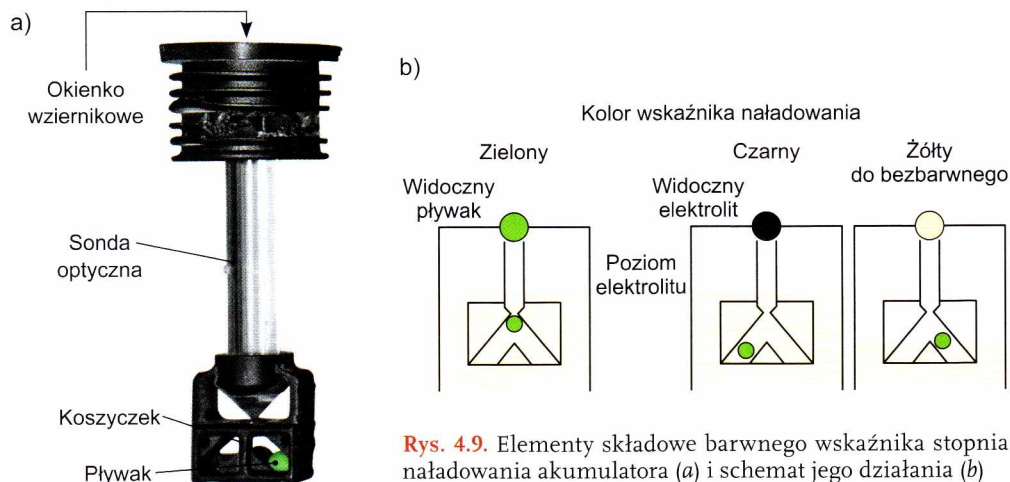 a)
Okienko
wziernikowe
Sonda
optyczna
Koszyczek
Pływak
b)
Kolor wskaźnika naładowania
Zielony
Czarny
Żółty
do bezbarwnego
Widoczny
pływak
Widoczny
elektrolit
Poziom
elektrolitu
Rys. 4.9. Elementy składowe barwnego wskaźnika stopnia
naładowania akumulatora (a) i schemat jego działania (b)